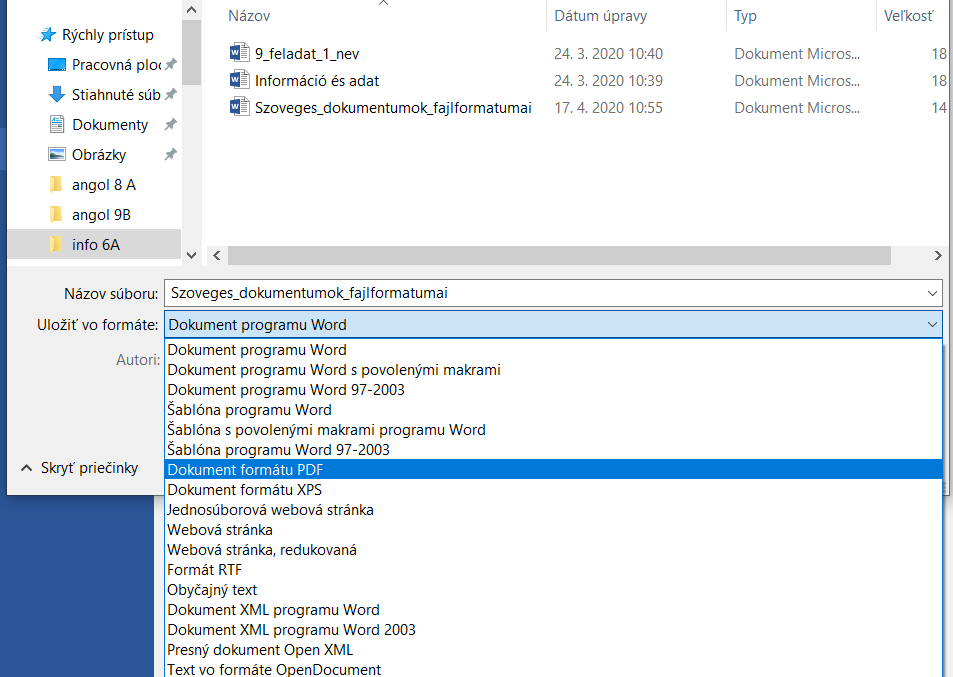 Názov Dátum úpravy Typ Veľkosť
Rýchly prístup
9_feladat_1_nev 24. 3. 2020 10:40 Dokument Micros... 18
Pracovná ploc
Információ és adat 24. 3. 2020 10:39 Dokument Micros... 18
Stiahnuté súb
Szoveges_dokumentumok_fajlformatumai 17. 4. 2020 10:55 Dokument Micros... 14
Dokumenty
Obrázky
angol 8 A
angol 9B
info 6A
Názov súboru: Szoveges_dokumentumok_fajlformatumai
Uložiť vo formáte: Dokument programu Word
Autori:
Dokument programu Word
Dokument programu Word s povolenými makrami
Dokument programu Word 97-2003
Šablóna programu Word
Šablóna s povolenými makrami programu Word
Šablóna programu Word 97-2003
Skryť priečinky
Dokument formátu PDF
Dokument formátu XPS
Jednosúborová webová stránka
Webová stránka
Webová stránka, redukovaná
Formát RTF
Obyčajný text
Dokument XML programu Word
Dokument XML programu Word 2003
Presný dokument Open XML
Text vo formáte OpenDocument